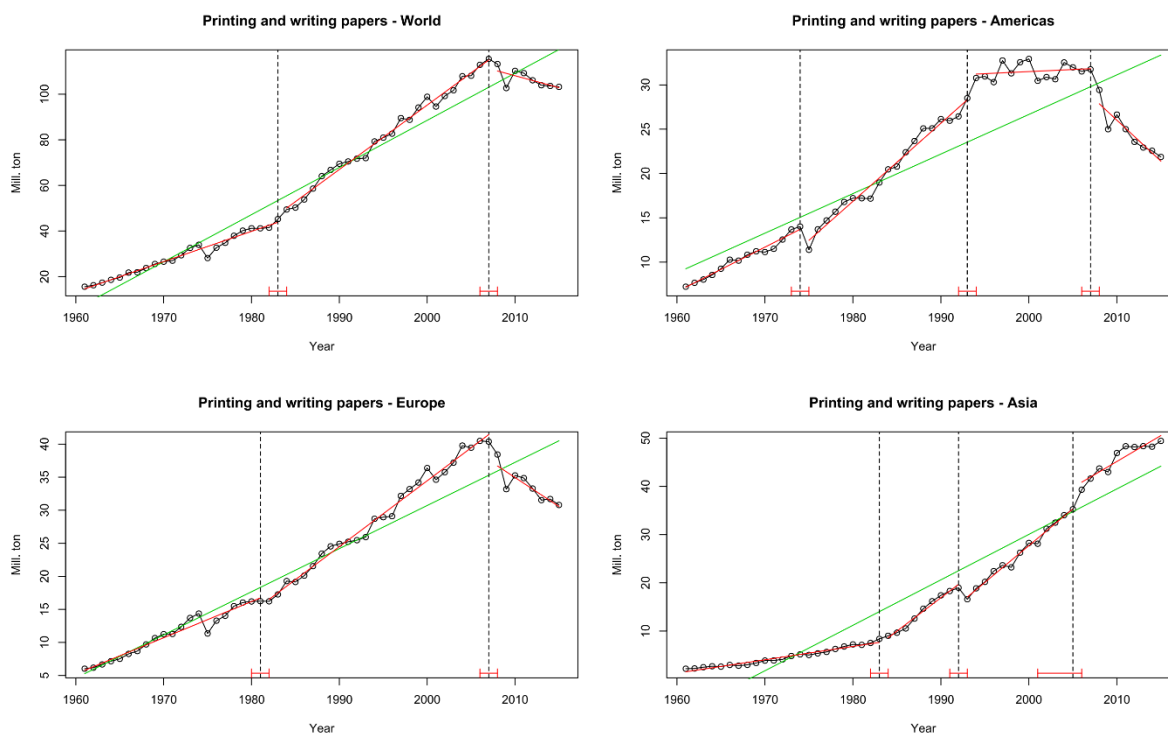 Printing and writing papers - World
Mill. ton
100
80
60
40
20
1960 1970 1980 1990 2000 2010
Year
Printing and writing papers - Americas
Mill. ton
30
25
20
15
10
1960 1970 1980 1990 2000 2010
Year
Printing and writing papers - Europe
Mill. ton
40
35
30
25
20
15
10
5
1960 1970 1980 1990 2000 2010
Year
Printing and writing papers - Asia
Mill. ton
50
40
30
20
10
1960 1970 1980 1990 2000 2010
Year